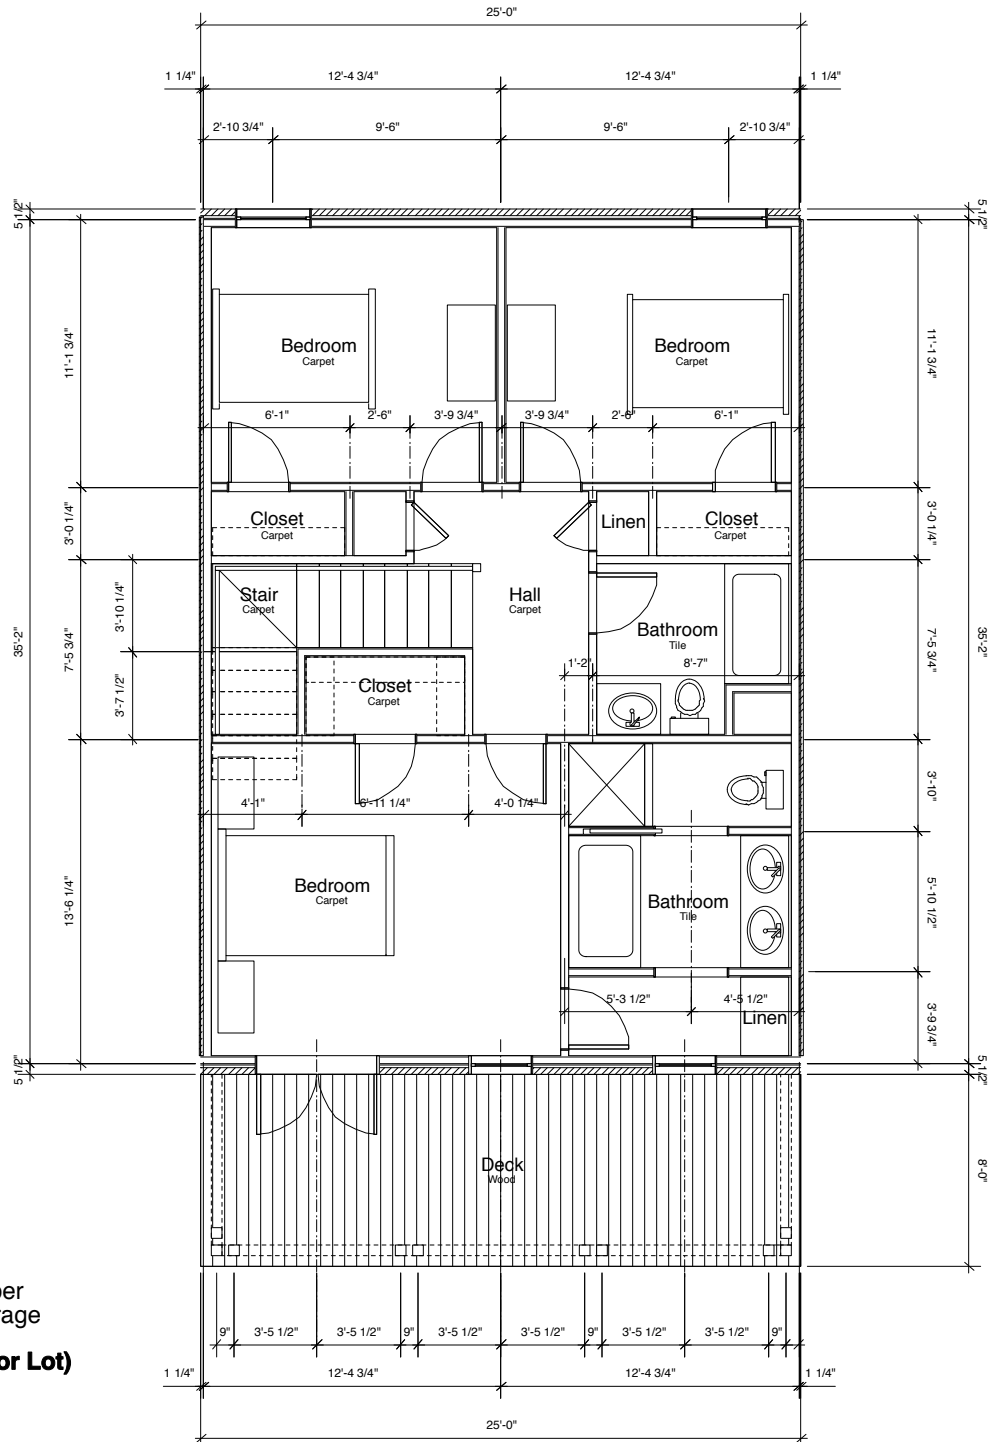 25'-0"
1 1/4" 12'-4 3/4" 12'-4 3/4" 1 1/4"
2'-10 3/4" 9'-6" 9'-6" 2'-10 3/4"
5 1/2" 5 1/2"
11'-1 3/4" 11'-1 3/4"
Bedroom Bedroom
Carpet Carpet
6'-1" 2'-6" 3'-9 3/4" 3'-9 3/4" 2'-6" 6'-1"
3'-0 1/4" 3'-0 1/4"
Closet Linen Closet
Carpet Carpet
Stair Hall
Carpet Carpet
3'-10 1/4"
Bathroom
Tile
35'-2" 7'-5 3/4" 7'-5 3/4" 35'-2"
1'-2" 8'-7"
3'-7 1/2"
Closet
Carpet
3'-10"
4'-1" 6'-11 1/4" 4'-0 1/4"
Bedroom Bathroom
Carpet Tile
13'-6 1/4" 5'-10 1/2"
5'-3 1/2" 4'-5 1/2"
Linen
3'-9 3/4"
5 1/2" 5 1/2"
Deck
Wood
8'-0"
per
rage
or Lot)
9" 3'-5 1/2" 3'-5 1/2" 9" 3'-5 1/2" 3'-5 1/2" 9" 3'-5 1/2" 3'-5 1/2" 9"
1 1/4" 12'-4 3/4" 12'-4 3/4" 1 1/4"
25'-0"